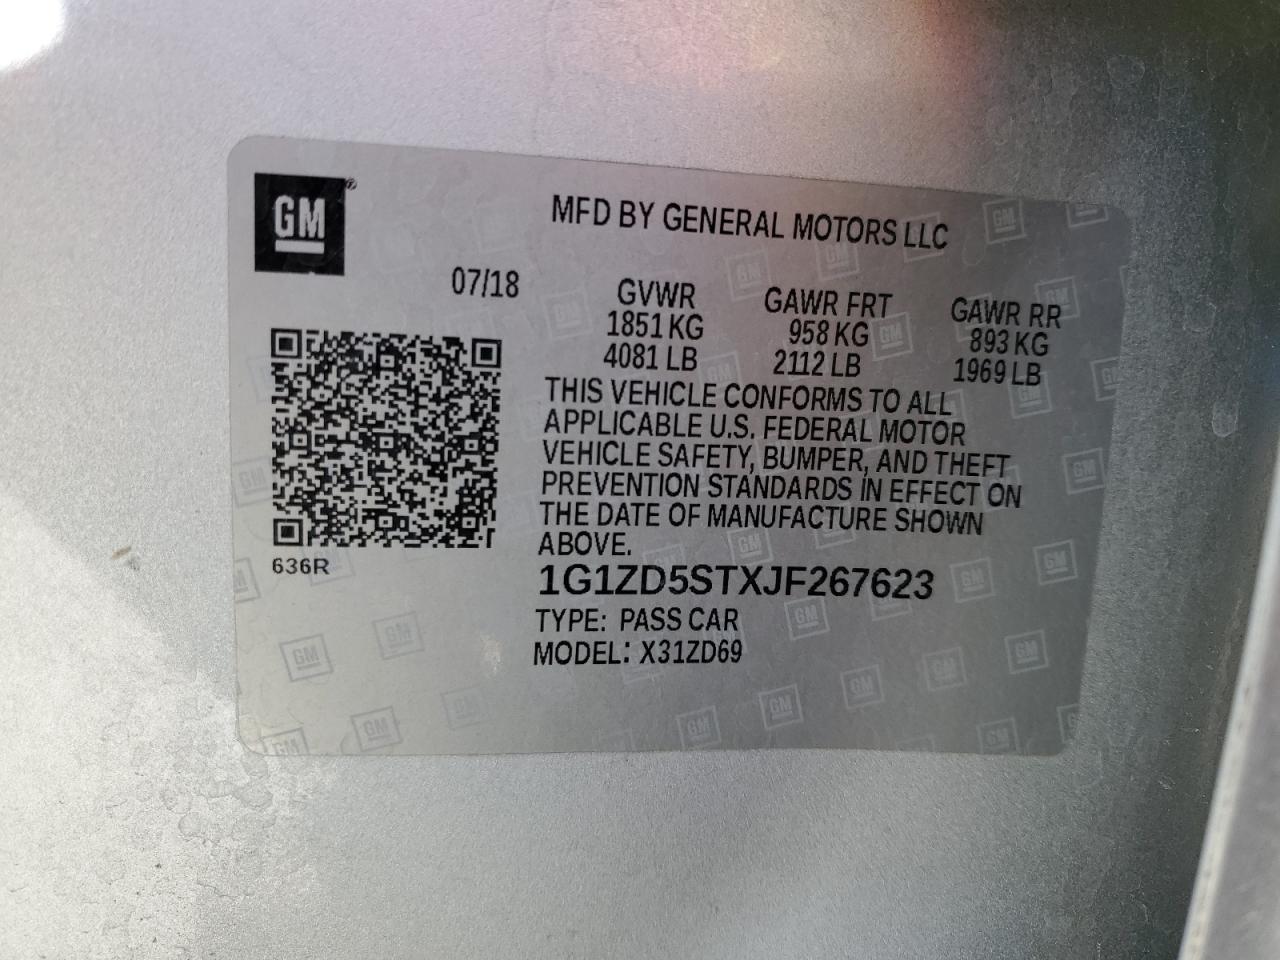 GM
MFD BY GENERAL MOTORS LLC
07/18
GVWR GAWR FRT GAWR RR
1851 KG 958 KG 893 KG
4081 LB 2112 LB 1969 LB
THIS VEHICLE CONFORMS TO ALL
APPLICABLE U.S. FEDERAL MOTOR
VEHICLE SAFETY, BUMPER, AND THEFT
PREVENTION STANDARDS IN EFFECT ON
THE DATE OF MANUFACTURE SHOWN
ABOVE.
636R
1G1ZD5STXJF267623
TYPE: PASS CAR
MODEL: X31ZD69